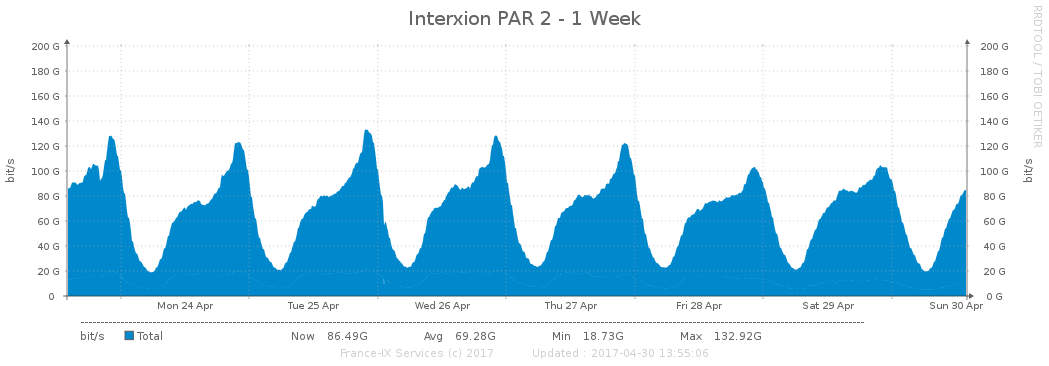 Interxion PAR 2 - 1 Week
RRDTOOL / TOBI OETIKER
200 G 200 G
180 G 180 G
160 G 160 G
140 G 140 G
120 G 120 G
100 G 100 G
80 G 80 G
60 G 60 G
40 G 40 G
20 G 20 G
0 0 G
bit/s bit/s
Mon 24 Apr Tue 25 Apr Wed 26 Apr Thu 27 Apr Fri 28 Apr Sat 29 Apr Sun 30 Apr
bit/s Total Now 86.49G Avg 69.28G Min 18.73G Max 132.92G
France-IX Services (c) 2017 Updated : 2017-04-30 13:55:06